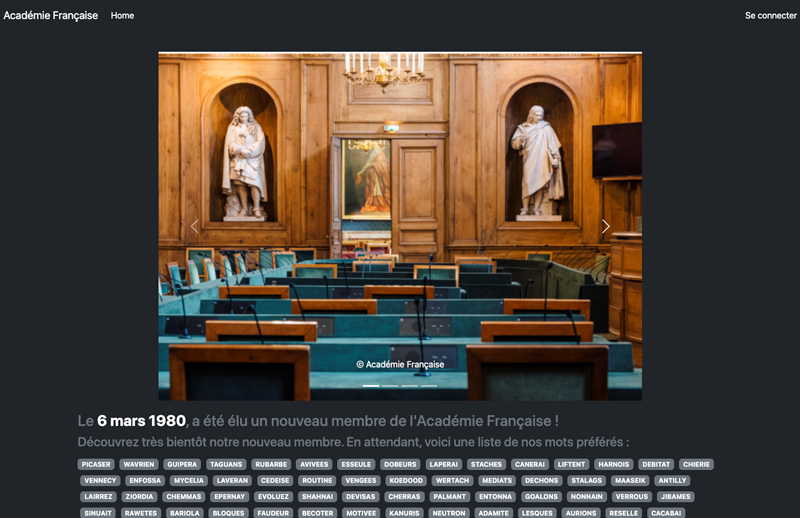 Académie Française Home Se connecter
© Académie Française
Le 6 mars 1980, a été élu un nouveau membre de l'Académie Française !
Découvrez très bientôt notre nouveau membre. En attendant, voici une liste de nos mots préférés :
PICASER WAVRIEN GUIPERA TAGUANS RUBARBE AVIVEES ESSEULE DOBEURS LAPERAI STACHES CANERAI LIFTENT HARNOIS DEBITAT CHIERIE
VENNECY ENFOSSA MYCELIA LAVERAN CEDEISE ROUTINE VENGEES KOEDOOD WERTACH MEDIATS DECHONS STALAGS MAASEIK ANTILLY
LAIRREZ ZIORDIA CHEMMAS EPERNAY EVOLUEZ SHAHNAI DEVISAS CHERRAS PALMANT ENTONNA GOALONS HONNAIN VERROUS JIBAMES
SINUAIT RAWETES BARIOLA BLOQUES FAUDEUR BECOTER MOTIVEE KANURIS NEUTRON ADAMITE LESQUES AURIONS RESELLE CACABAI